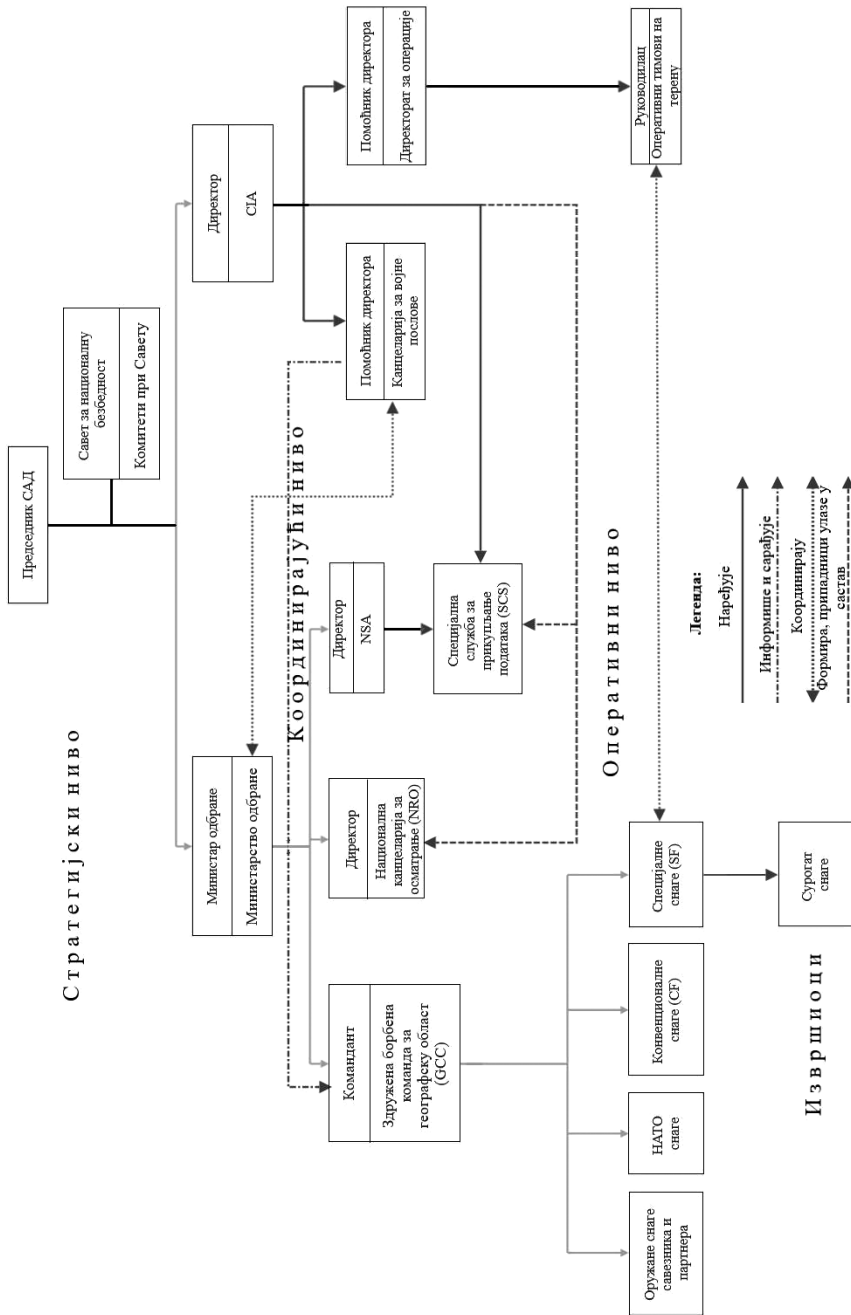 Председник САД
Савет за националну
безбедност
Комитети при Савету
Стратегијски ниво
Министар одбране
Министарство одбране
Директор
CIA
Координирајући ниво
Командант
Здружена борбена
команда за
географску област
(GCC)
Директор
Национална
канцеларија за
осматрање (NRO)
Директор
NSA
Помоћник директора
Канцеларија за војне
послове
Помоћник директора
Директорат за операције
Специјална
служба за
прикупљање
података (SCS)
Оперативни ниво
Оружане снаге
савезника и
партнера
НАТО
снаге
Конвенционалне
снаге (CF)
Специјалне
снаге (SF)
Руководилац
Оперативни тимови на
терену
Извршиоци
Сурогат
снаге
Легенда:
Наређује
Информише и сарађује
Координирају
Формира, припадници улазе у
састав